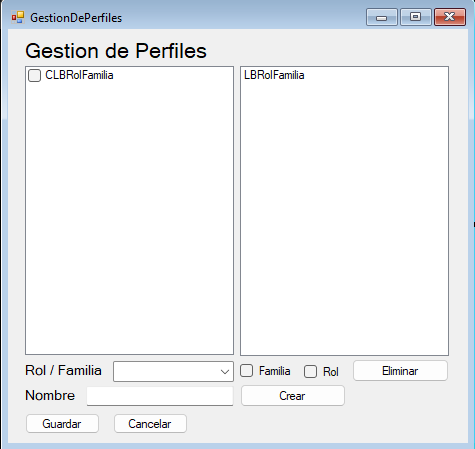 GestionDePerfiles
Gestion de Perfiles
CLBRolFamilia
LBRolFamilia
Rol / Familia
Familia
Rol
Eliminar
Nombre
Crear
Guardar
Cancelar